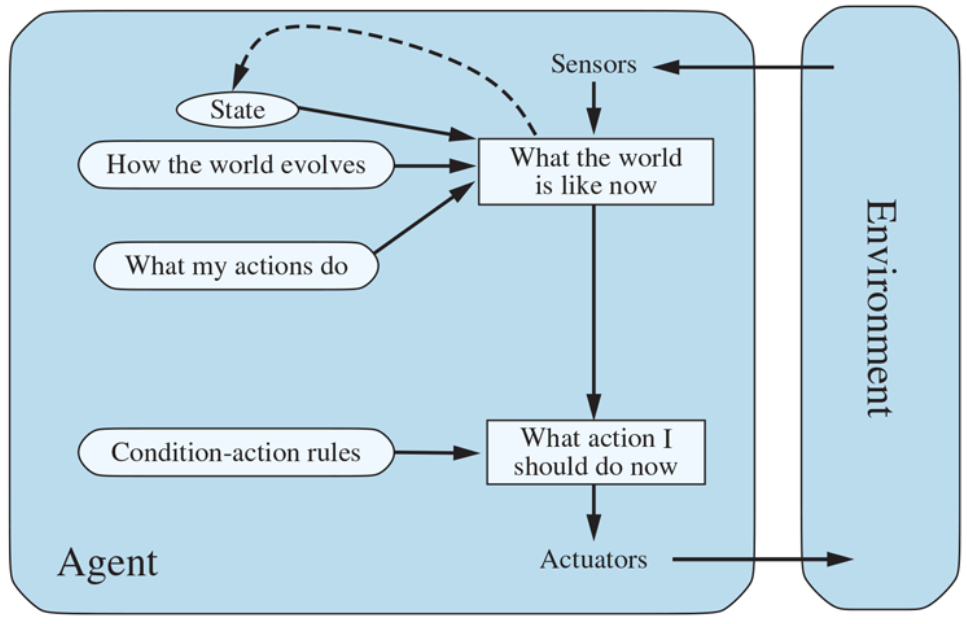 Sensors
State
How the world evolves
What the world
is like now
What my actions do
Environment
Condition-action rules
What action I
should do now
Agent
Actuators